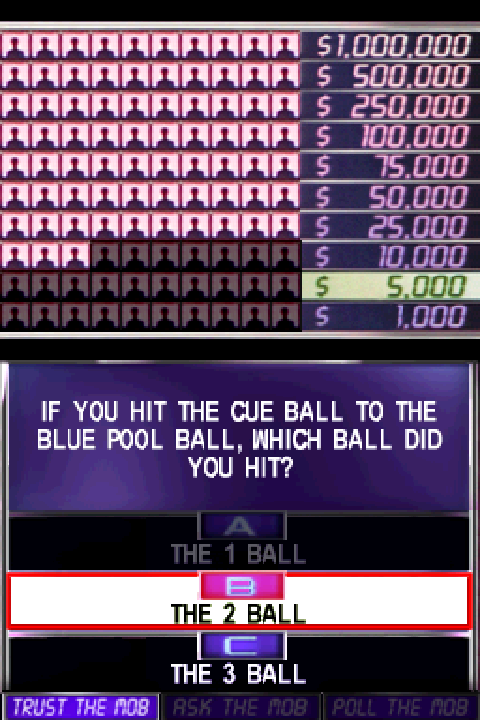 $1,000,000
$ 500,000
$ 250,000
$ 100,000
$ 75,000
$ 50,000
$ 25,000
$ 10,000
$ 5,000
$ 1,000
IF YOU HIT THE CUE BALL TO THE
BLUE POOL BALL, WHICH BALL DID
YOU HIT?
A
THE 1 BALL
B
THE 2 BALL
C
THE 3 BALL
TRUST THE MOB ASK THE MOB POLL THE MOB